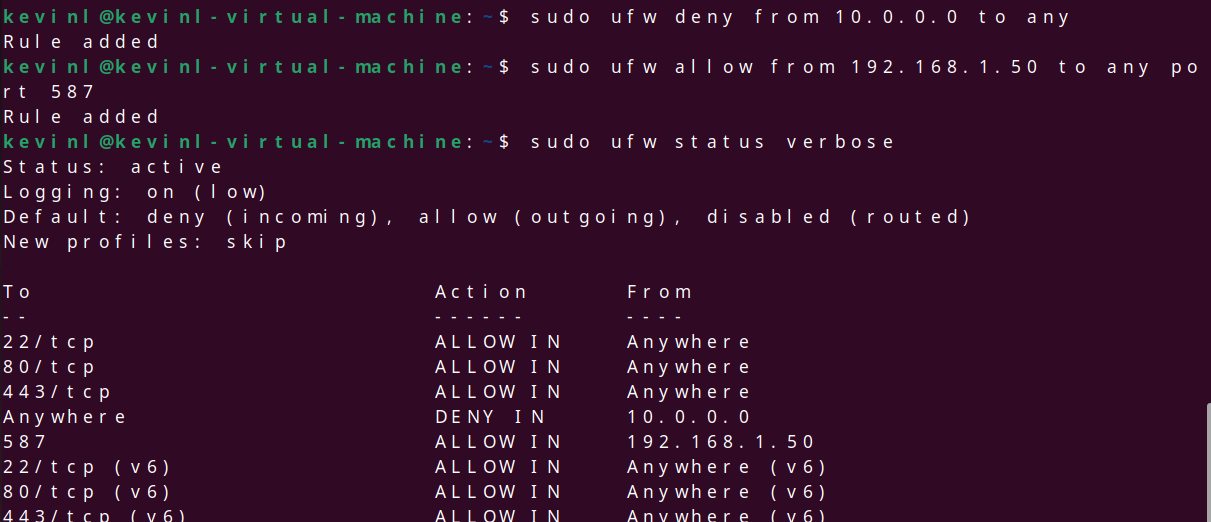 kevinl@kevinl-virtual-machine:~$ sudo ufw deny from 10.0.0.0 to any
Rule added
kevinl@kevinl-virtual-machine:~$ sudo ufw allow from 192.168.1.50 to any po
rt 587
Rule added
kevinl@kevinl-virtual-machine:~$ sudo ufw status verbose
Status: active
Logging: on (low)
Default: deny (incoming), allow (outgoing), disabled (routed)
New profiles: skip
To Action From
-- ------ ----
22/tcp ALLOW IN Anywhere
80/tcp ALLOW IN Anywhere
443/tcp ALLOW IN Anywhere
Anywhere DENY IN 10.0.0.0
587 ALLOW IN 192.168.1.50
22/tcp (v6) ALLOW IN Anywhere (v6)
80/tcp (v6) ALLOW IN Anywhere (v6)
443/tcp (v6) ALLOW IN Anywhere (v6)